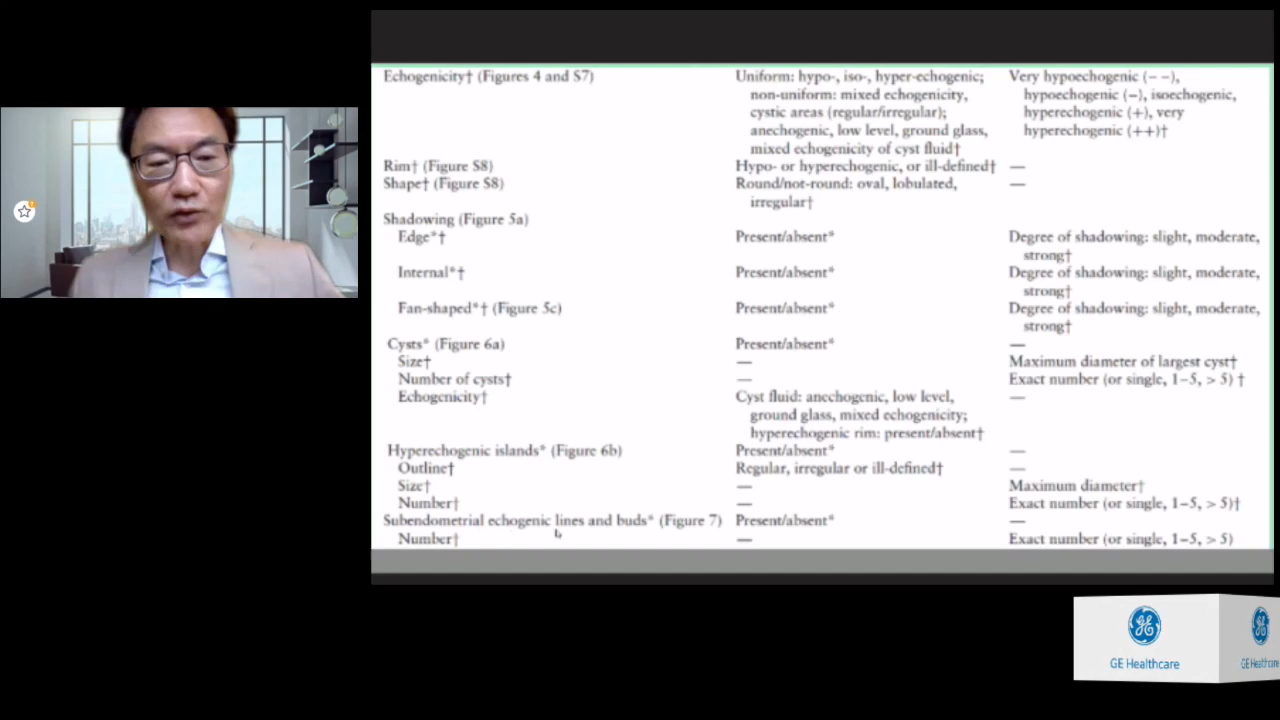 Echogenicity† (Figures 4 and S7) Uniform: hypo-, iso-, hyper-echogenic; Very hypoechogenic (− −),
non-uniform: mixed echogenicity, hypoechogenic (−), isoechogenic,
cystic areas (regular/irregular); hyperechogenic (+), very
anechogenic, low level, ground glass, hyperechogenic (++)†
mixed echogenicity of cyst fluid†
Rim† (Figure S8) Hypo- or hyperechogenic, or ill-defined† —
Shape† (Figure S8) Round/not-round: oval, lobulated, —
irregular†
Shadowing (Figure 5a)
Edge*† Present/absent* Degree of shadowing: slight, moderate,
strong†
Internal*† Present/absent* Degree of shadowing: slight, moderate,
strong†
Fan-shaped*† (Figure 5c) Present/absent* Degree of shadowing: slight, moderate,
strong†
Cysts* (Figure 6a) Present/absent* —
Size† — Maximum diameter of largest cyst†
Number of cysts† — Exact number (or single, 1–5, > 5) †
Echogenicity† Cyst fluid: anechogenic, low level, —
ground glass, mixed echogenicity;
hyperechogenic rim: present/absent†
Hyperechogenic islands* (Figure 6b) Present/absent* —
Outline† Regular, irregular or ill-defined† —
Size† — Maximum diameter†
Number† — Exact number (or single, 1–5, > 5)†
Subendometrial echogenic lines and buds* (Figure 7) Present/absent* —
Number† — Exact number (or single, 1–5, > 5)
GE Healthcare
GE Healthcare